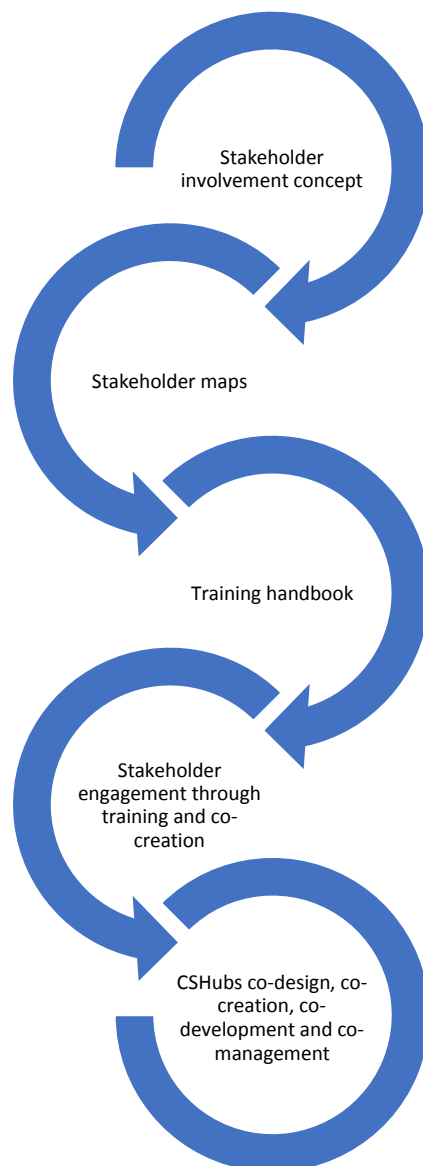 Stakeholder
involvement concept
Stakeholder maps
Training handbook
Stakeholder
engagement through
training and co-
creation
CSHubs co-design, co-
creation, co-
development and co-
management